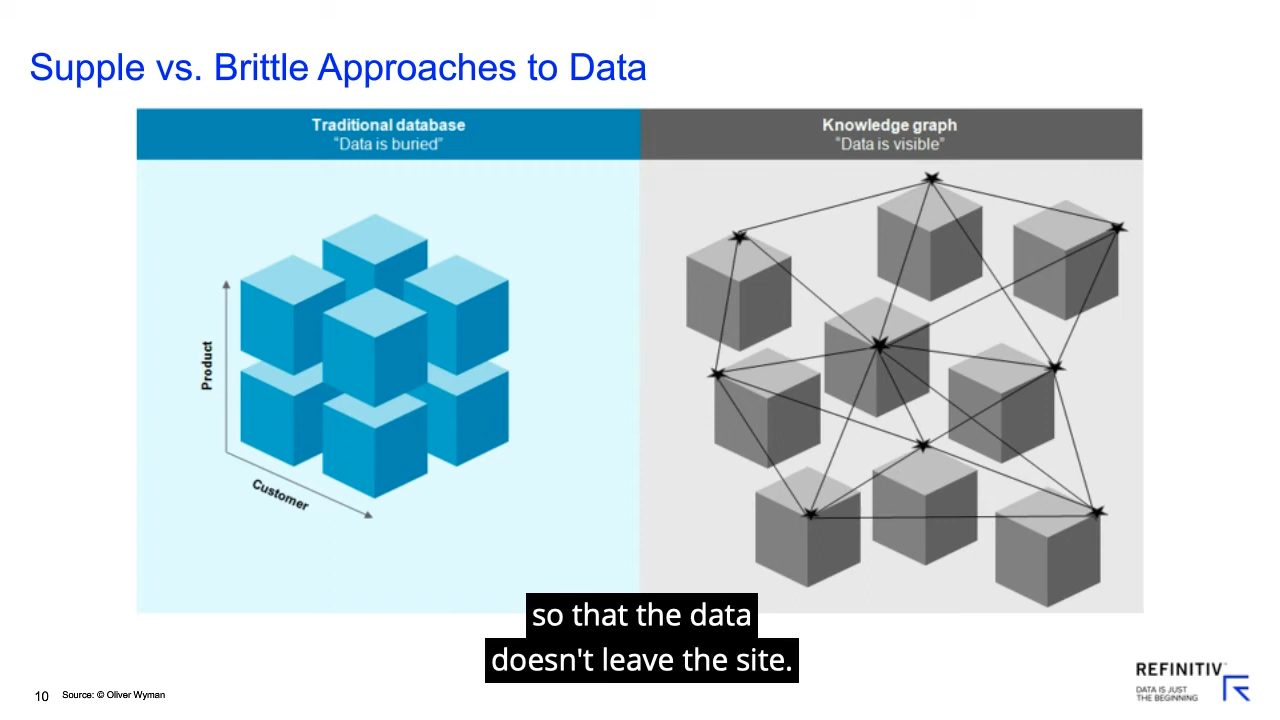 Supple vs. Brittle Approaches to Data
Traditional database
“Data is buried”
Knowledge graph
“Data is visible”
Product
Customer
so that the data
doesn't leave the site.
10 Source: © Oliver Wyman
REFINITIV
DATA IS JUST
THE BEGINNING